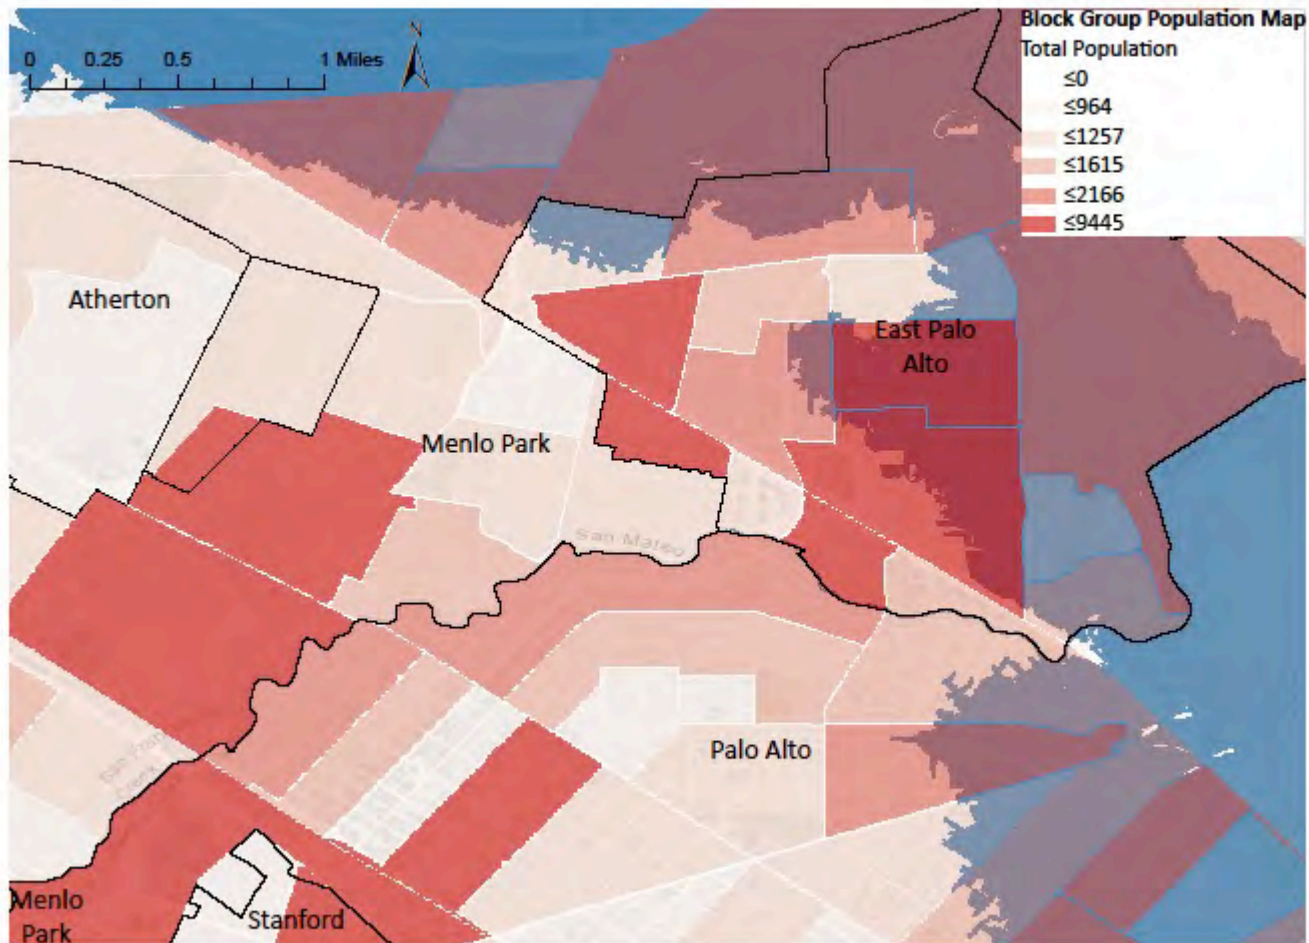 N
0 0.25 0.5 1 Miles
Block Group Population Map
Total Population
≤0
≤964
≤1257
≤1615
≤2166
≤9445
Atherton
East Palo
Alto
Menlo Park
San Mateo
Palo Alto
Creek
Menlo
Park
Stanford